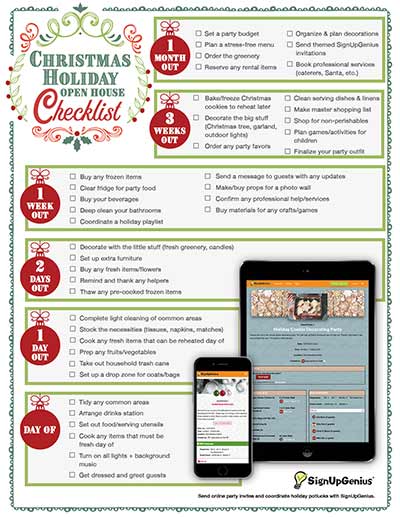 CHRISTMAS
HOLIDAY
OPEN HOUSE
Checklist
1
MONTH
OUT
Set a party budget
Plan a stress-free menu
Order the greenery
Reserve any rental items
Organize & plan decorations
Send themed SignUpGenius
invitations
Book professional services
(caterers, Santa, etc.)
3
WEEKS
OUT
Bake/freeze Christmas
cookies to reheat later
Decorate the big stuff
(Christmas tree, garland,
outdoor lights)
Order any party favors
Clean serving dishes & linens
Make master shopping list
Shop for non-perishables
Plan games/activities for
children
Finalize your party outfit
1
WEEK
OUT
Buy any frozen items
Clear fridge for party food
Buy your beverages
Deep clean your bathrooms
Coordinate a holiday playlist
Send a message to guests with any updates
Make/buy props for a photo wall
Confirm any professional help/services
Buy materials for any crafts/games
2
DAYS
OUT
Decorate with the little stuff (fresh greenery, candles)
Set up extra furniture
Buy any fresh items/flowers
Remind and thank any helpers
Thaw any pre-cooked frozen items
1
DAY
OUT
Complete light cleaning of common areas
Stock the necessities (tissues, napkins, matches)
Cook any fresh items that can be reheated day of
Prep any fruits/vegetables
Take out household trash cans
Set up a drop zone for coats/bags
DAY OF
Tidy any common areas
Arrange drinks station
Set out food/serving utensils
Cook any items that must be
fresh day of
Turn on all lights + background
music
Get dressed and greet guests
Holiday Cookie Decorating Party
SignUpGenius
Send online party invites and coordinate holiday potlucks with SignUpGenius.